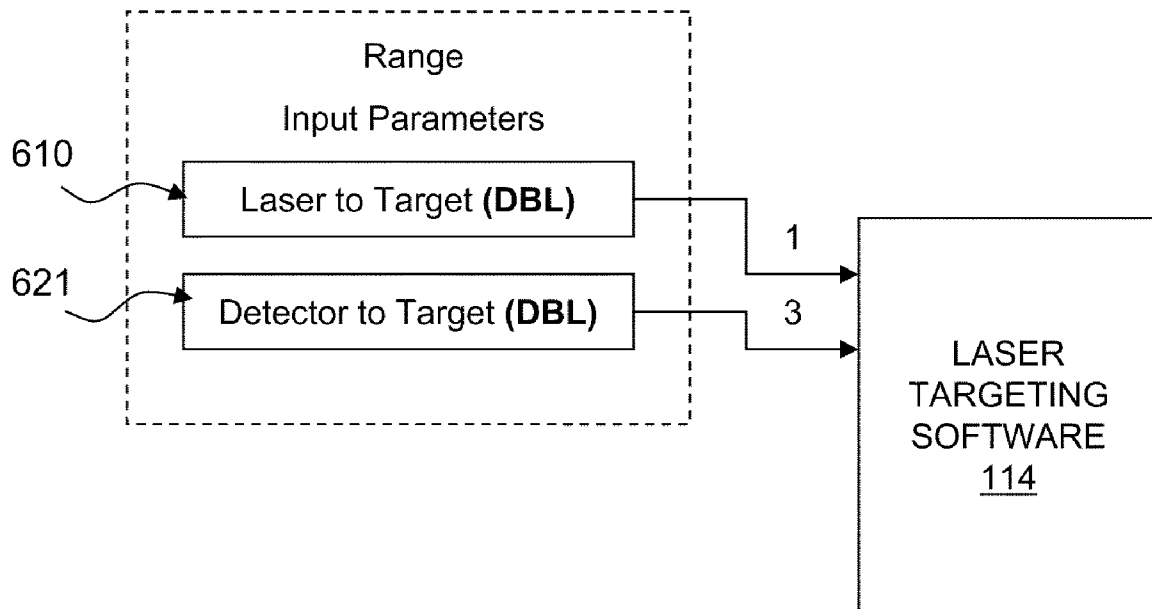 Range
Input Parameters
610
Laser to Target (DBL)
1
621
Detector to Target (DBL)
3
LASER
TARGETING
SOFTWARE
114